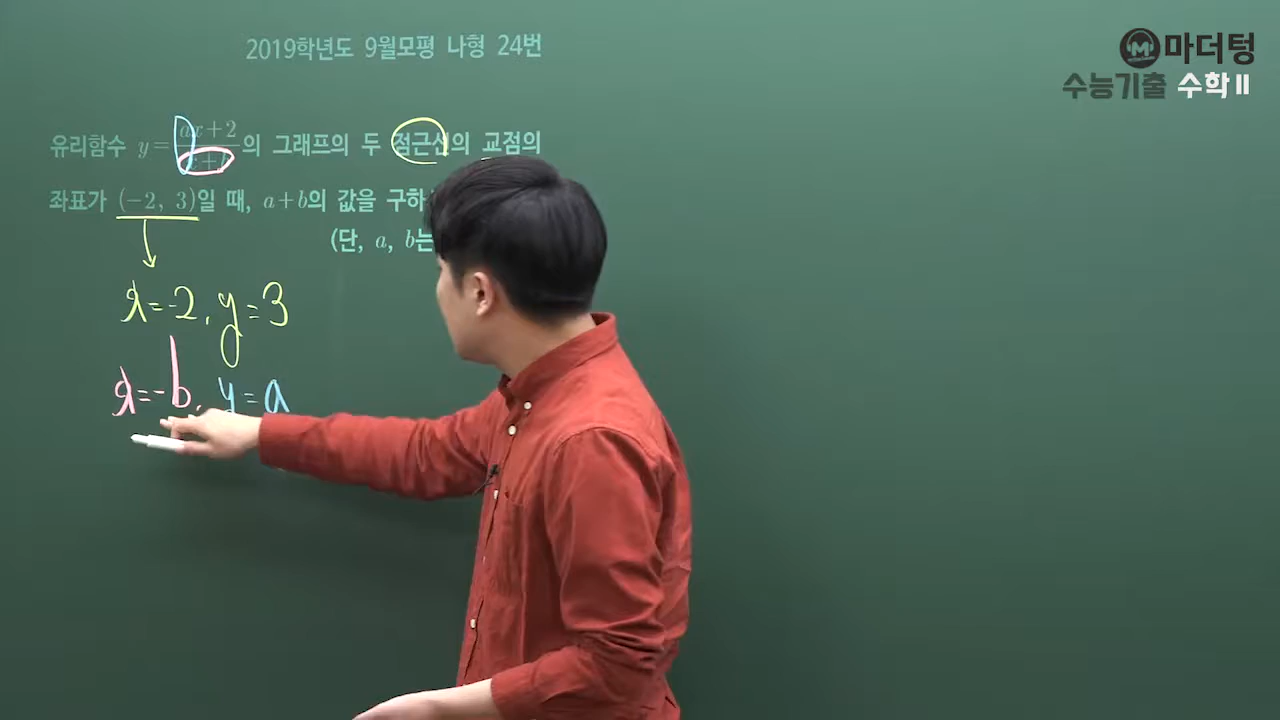 2019학년도 9월모평 나형 24번
마더텅
수능기출 수학Ⅱ
유리함수 y= ax+2 / x+b 의 그래프의 두 점근선의 교점의
좌표가 (-2, 3)일 때, a+b의 값을 구하
(단, a, b는
x=-2, y=3
x=-b, y=a